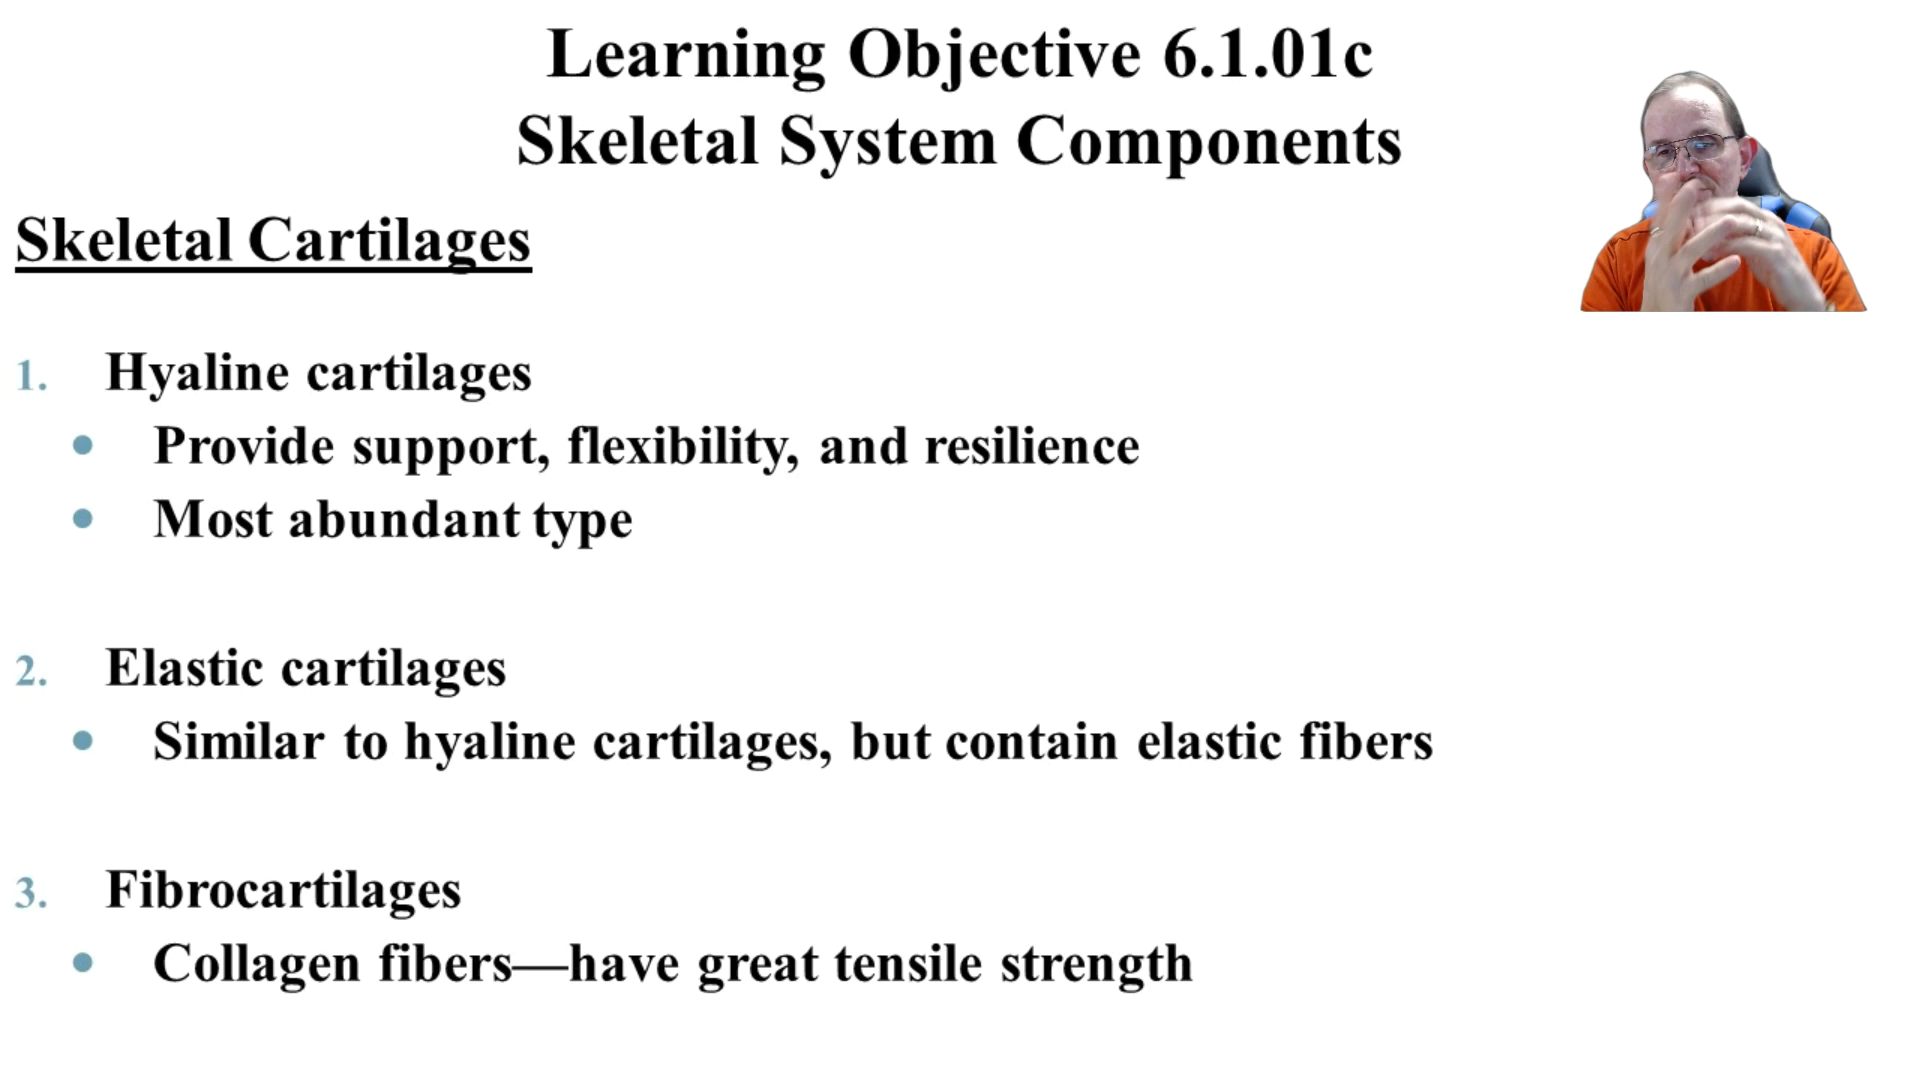 Learning Objective 6.1.01c
Skeletal System Components
Skeletal Cartilages
1. Hyaline cartilages
• Provide support, flexibility, and resilience
• Most abundant type
2. Elastic cartilages
• Similar to hyaline cartilages, but contain elastic fibers
3. Fibrocartilages
• Collagen fibers—have great tensile strength